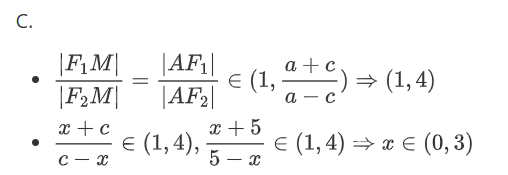 C.
• |F₁M| / |F₂M| = |AF₁| / |AF₂| ∈ (1, (a + c)/(a − c)) ⇒ (1, 4)
• (x + c)/(c − x) ∈ (1, 4), (x + 5)/(5 − x) ∈ (1, 4) ⇒ x ∈ (0, 3)